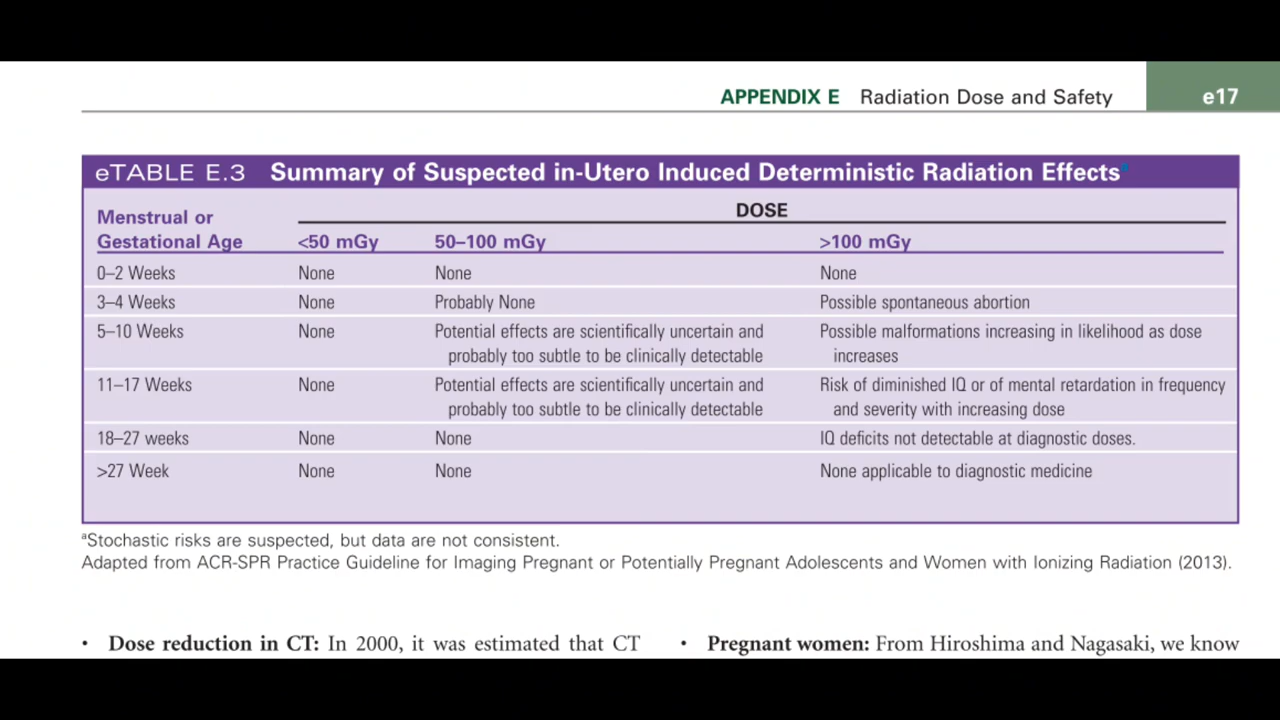 APPENDIX E Radiation Dose and Safety e17
eTABLE E.3 Summary of Suspected in-Utero Induced Deterministic Radiation Effectsᵃ
DOSE
Menstrual or
Gestational Age <50 mGy 50–100 mGy >100 mGy
0–2 Weeks None None None
3–4 Weeks None Probably None Possible spontaneous abortion
5–10 Weeks None Potential effects are scientifically uncertain and Possible malformations increasing in likelihood as dose
probably too subtle to be clinically detectable increases
11–17 Weeks None Potential effects are scientifically uncertain and Risk of diminished IQ or of mental retardation in frequency
probably too subtle to be clinically detectable and severity with increasing dose
18–27 weeks None None IQ deficits not detectable at diagnostic doses.
>27 Week None None None applicable to diagnostic medicine
ᵃStochastic risks are suspected, but data are not consistent.
Adapted from ACR-SPR Practice Guideline for Imaging Pregnant or Potentially Pregnant Adolescents and Women with Ionizing Radiation (2013).
• Dose reduction in CT: In 2000, it was estimated that CT
• Pregnant women: From Hiroshima and Nagasaki, we know